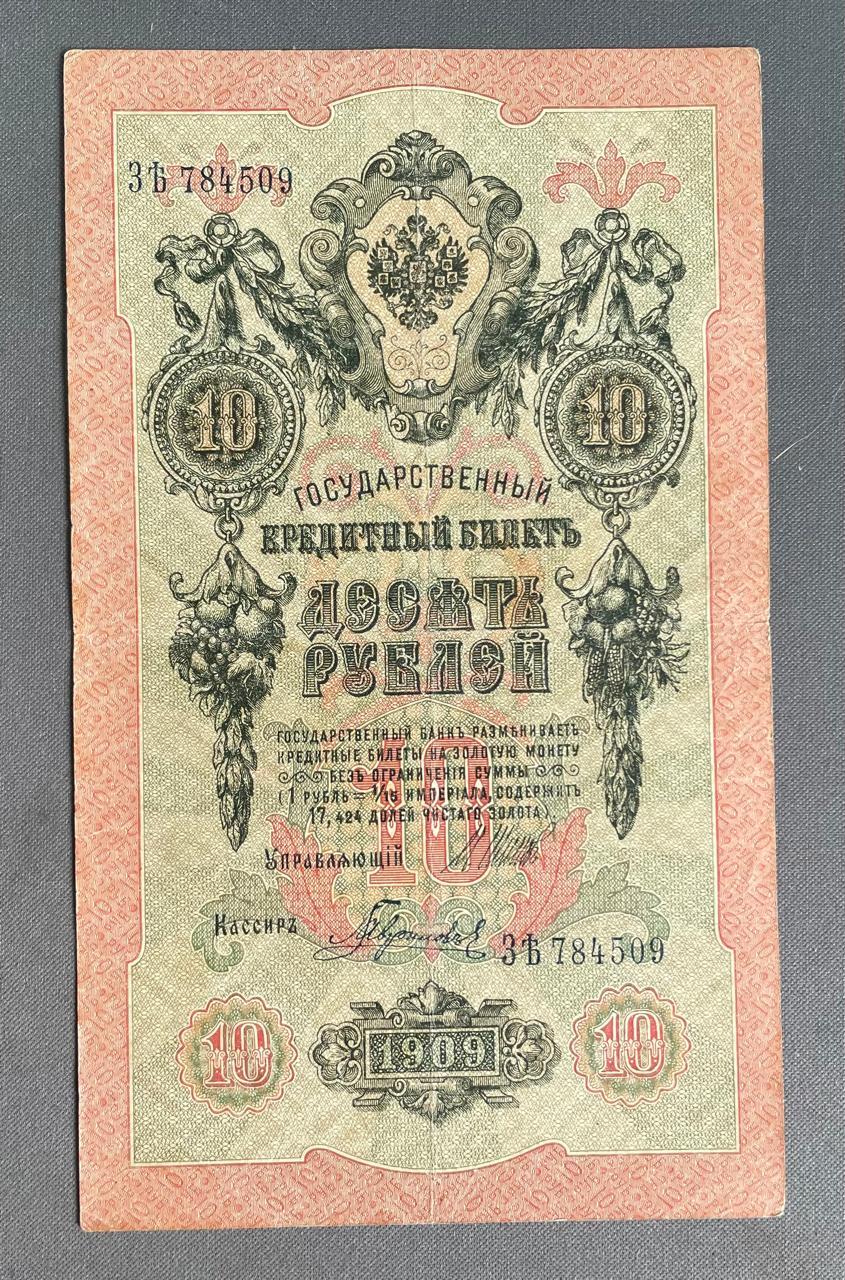 ЗѢ 784509
10
10
ГОСУДАРСТВЕННЫЙ
КРЕДИТНЫЙ БИЛЕТЪ
ДЕСЯТЬ
РУБЛЕЙ
ГОСУДАРСТВЕННЫЙ БАНКЪ РАЗМѢНИВАЕТЪ
КРЕДИТНЫЕ БИЛЕТЫ НА ЗОЛОТУЮ МОНЕТУ
БЕЗЪ ОГРАНИЧЕНІЯ СУММЫ
(1 РУБЛЬ = 1/15 ИМПЕРІАЛА, СОДЕРЖИТЪ
17,424 ДОЛЕЙ ЧИСТАГО ЗОЛОТА)
10
УПРАВЛЯЮЩІЙ
Кассиръ
ЗѢ 784509
10
1909
10